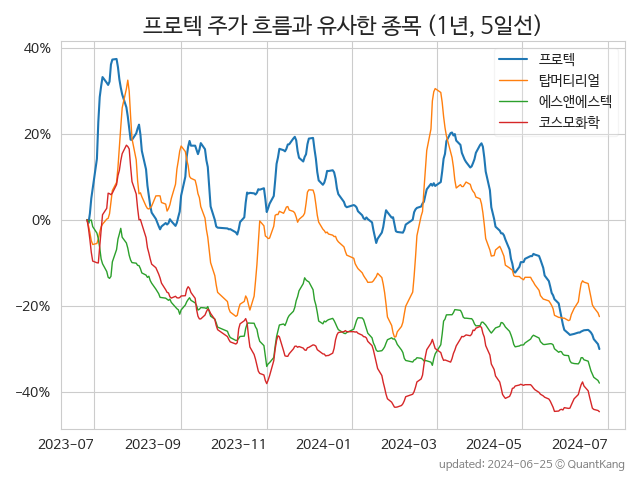 프로텍 주가 흐름과 유사한 종목 (1년, 5일선)
40%
20%
0%
−20%
−40%
프로텍
탑머티리얼
에스앤에스텍
코스모화학
2023-07 2023-09 2023-11 2024-01 2024-03 2024-05 2024-07
updated: 2024-06-25 © QuantKang